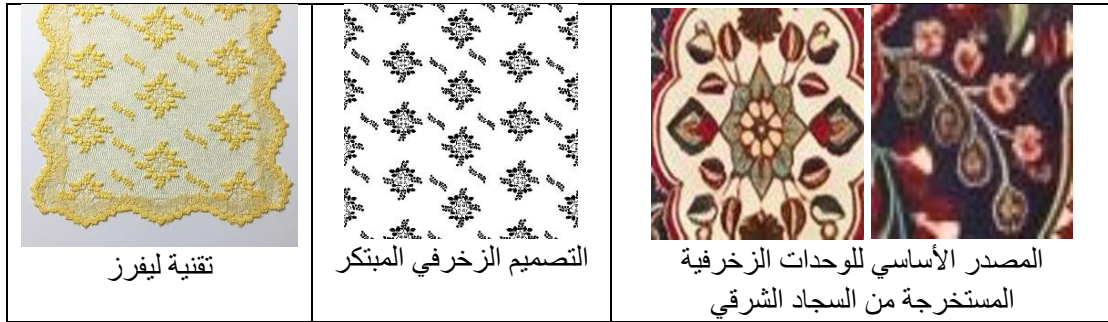 المصدر الأساسي للوحدات الزخرفية
المستخرجة من السجاد الشرقي
التصميم الزخرفي المبتكر
تقنية ليفرز